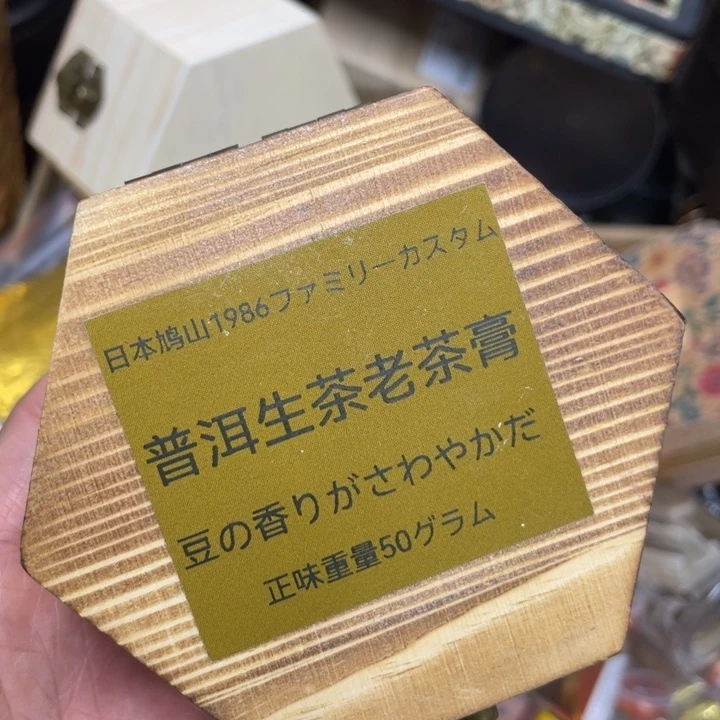 日本鳩山1986ファミリーカスタム
普洱生茶老茶膏
豆の香りがさわやかだ
正味重量50グラム